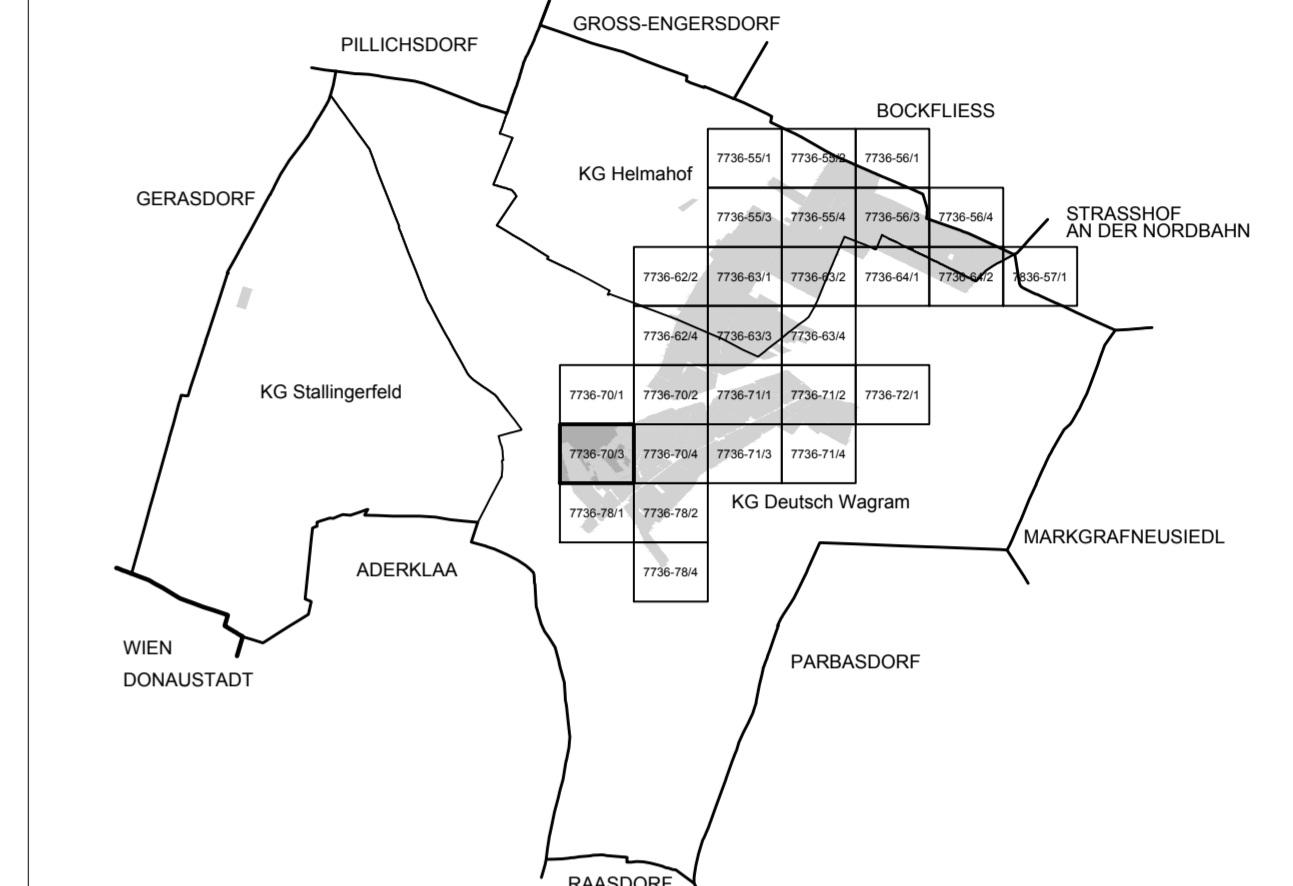 GROSS-ENGERSDORF
PILLICHSDORF
BOCKFLIESS
7736-55/1
7736-55/2
7736-56/1
KG Helmahof
GERASDORF
7736-55/3
7736-55/4
7736-56/3
7736-56/4
STRASSHOF
AN DER NORDBAHN
7736-62/2
7736-63/1
7736-63/2
7736-64/1
7736-64/2
7836-57/1
7736-62/4
7736-63/3
7736-63/4
KG Stallingerfeld
7736-70/1
7736-70/2
7736-71/1
7736-71/2
7736-72/1
7736-70/3
7736-70/4
7736-71/3
7736-71/4
KG Deutsch Wagram
7736-78/1
7736-78/2
MARKGRAFNEUSIEDL
ADERKLAA
7736-78/4
WIEN
DONAUSTADT
PARBASDORF
RAASDORF